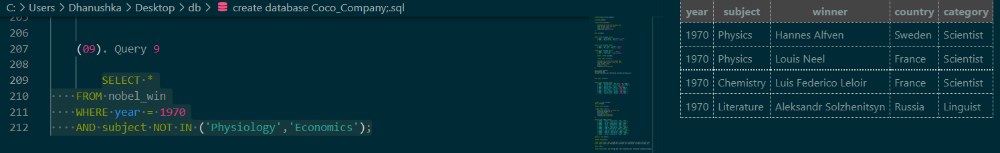 C: > Users > Dhanushka > Desktop > db > create database Coco_Company;.sql
206
207 (09). Query 9
208
209 SELECT *
210 FROM nobel_win
211 WHERE year = 1970
212 AND subject NOT IN ('Physiology','Economics');
year subject winner country category
1970 Physics Hannes Alfven Sweden Scientist
1970 Physics Louis Neel France Scientist
1970 Chemistry Luis Federico Leloir France Scientist
1970 Literature Aleksandr Solzhenitsyn Russia Linguist